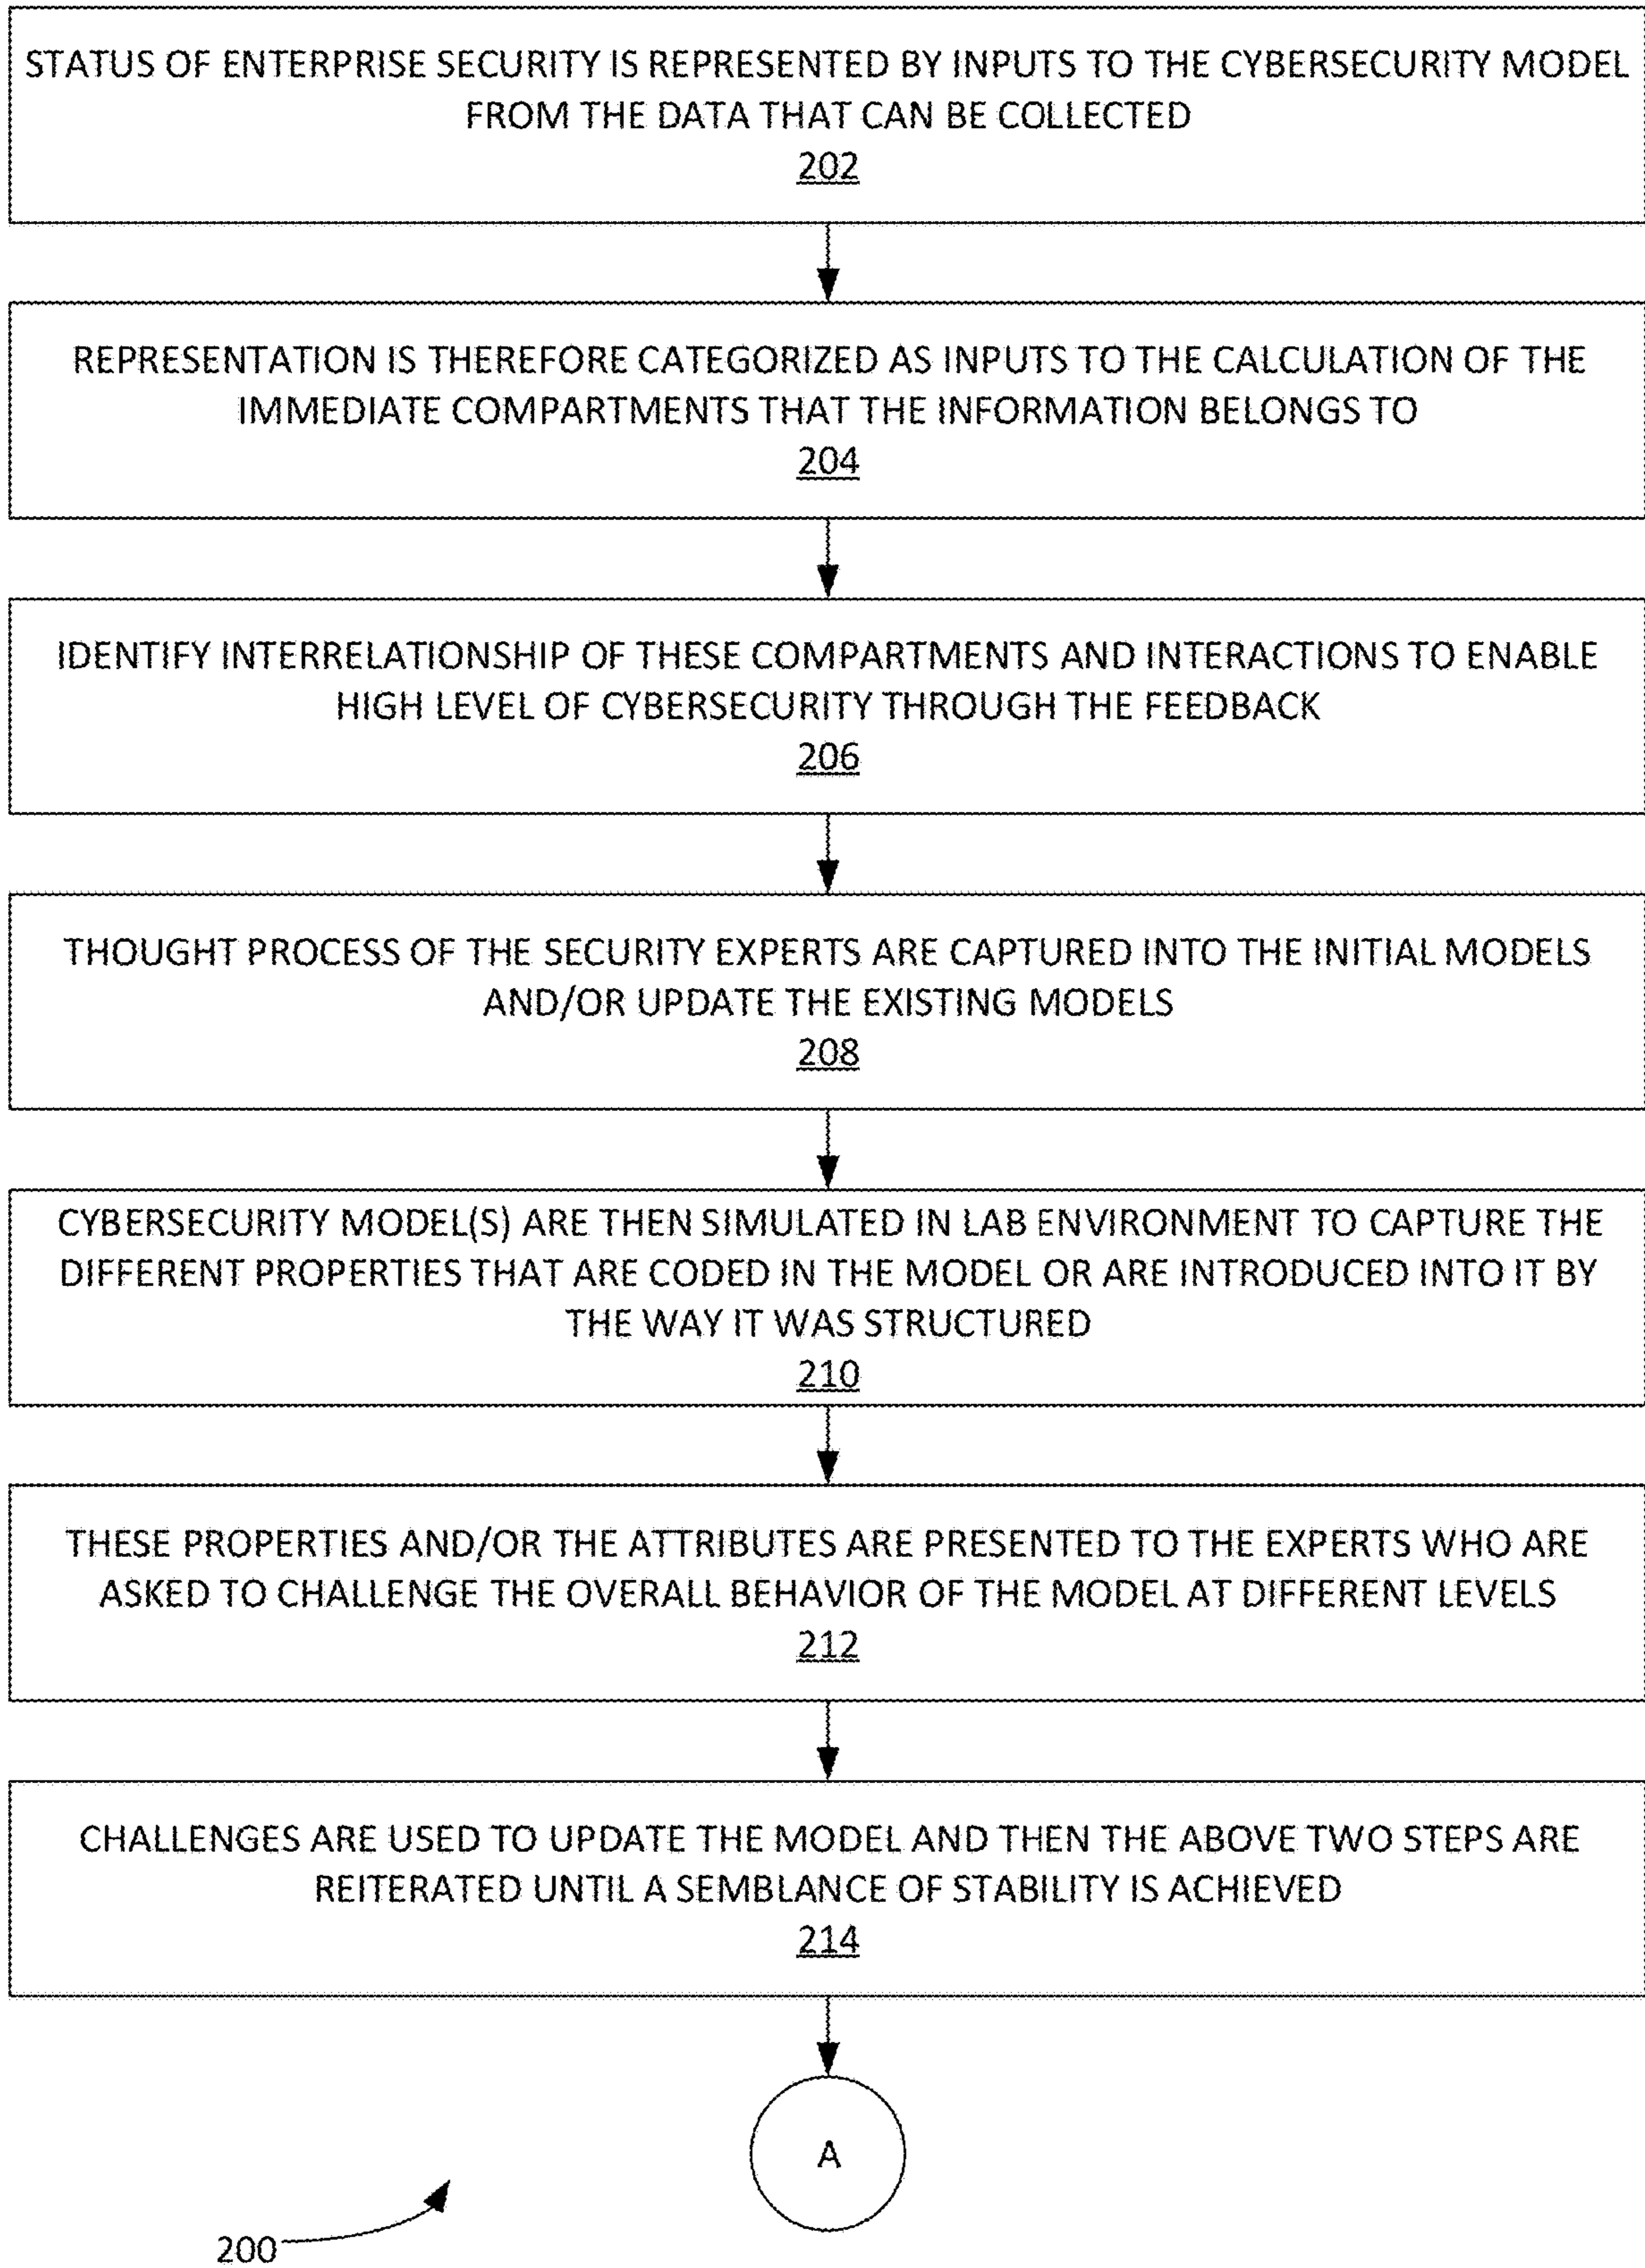 STATUS OF ENTERPRISE SECURITY IS REPRESENTED BY INPUTS TO THE CYBERSECURITY MODEL
FROM THE DATA THAT CAN BE COLLECTED
202
REPRESENTATION IS THEREFORE CATEGORIZED AS INPUTS TO THE CALCULATION OF THE
IMMEDIATE COMPARTMENTS THAT THE INFORMATION BELONGS TO
204
IDENTIFY INTERRELATIONSHIP OF THESE COMPARTMENTS AND INTERACTIONS TO ENABLE
HIGH LEVEL OF CYBERSECURITY THROUGH THE FEEDBACK
206
THOUGHT PROCESS OF THE SECURITY EXPERTS ARE CAPTURED INTO THE INITIAL MODELS
AND/OR UPDATE THE EXISTING MODELS
208
CYBERSECURITY MODEL(S) ARE THEN SIMULATED IN LAB ENVIRONMENT TO CAPTURE THE
DIFFERENT PROPERTIES THAT ARE CODED IN THE MODEL OR ARE INTRODUCED INTO IT BY
THE WAY IT WAS STRUCTURED
210
THESE PROPERTIES AND/OR THE ATTRIBUTES ARE PRESENTED TO THE EXPERTS WHO ARE
ASKED TO CHALLENGE THE OVERALL BEHAVIOR OF THE MODEL AT DIFFERENT LEVELS
212
CHALLENGES ARE USED TO UPDATE THE MODEL AND THEN THE ABOVE TWO STEPS ARE
REITERATED UNTIL A SEMBLANCE OF STABILITY IS ACHIEVED
214
A
200